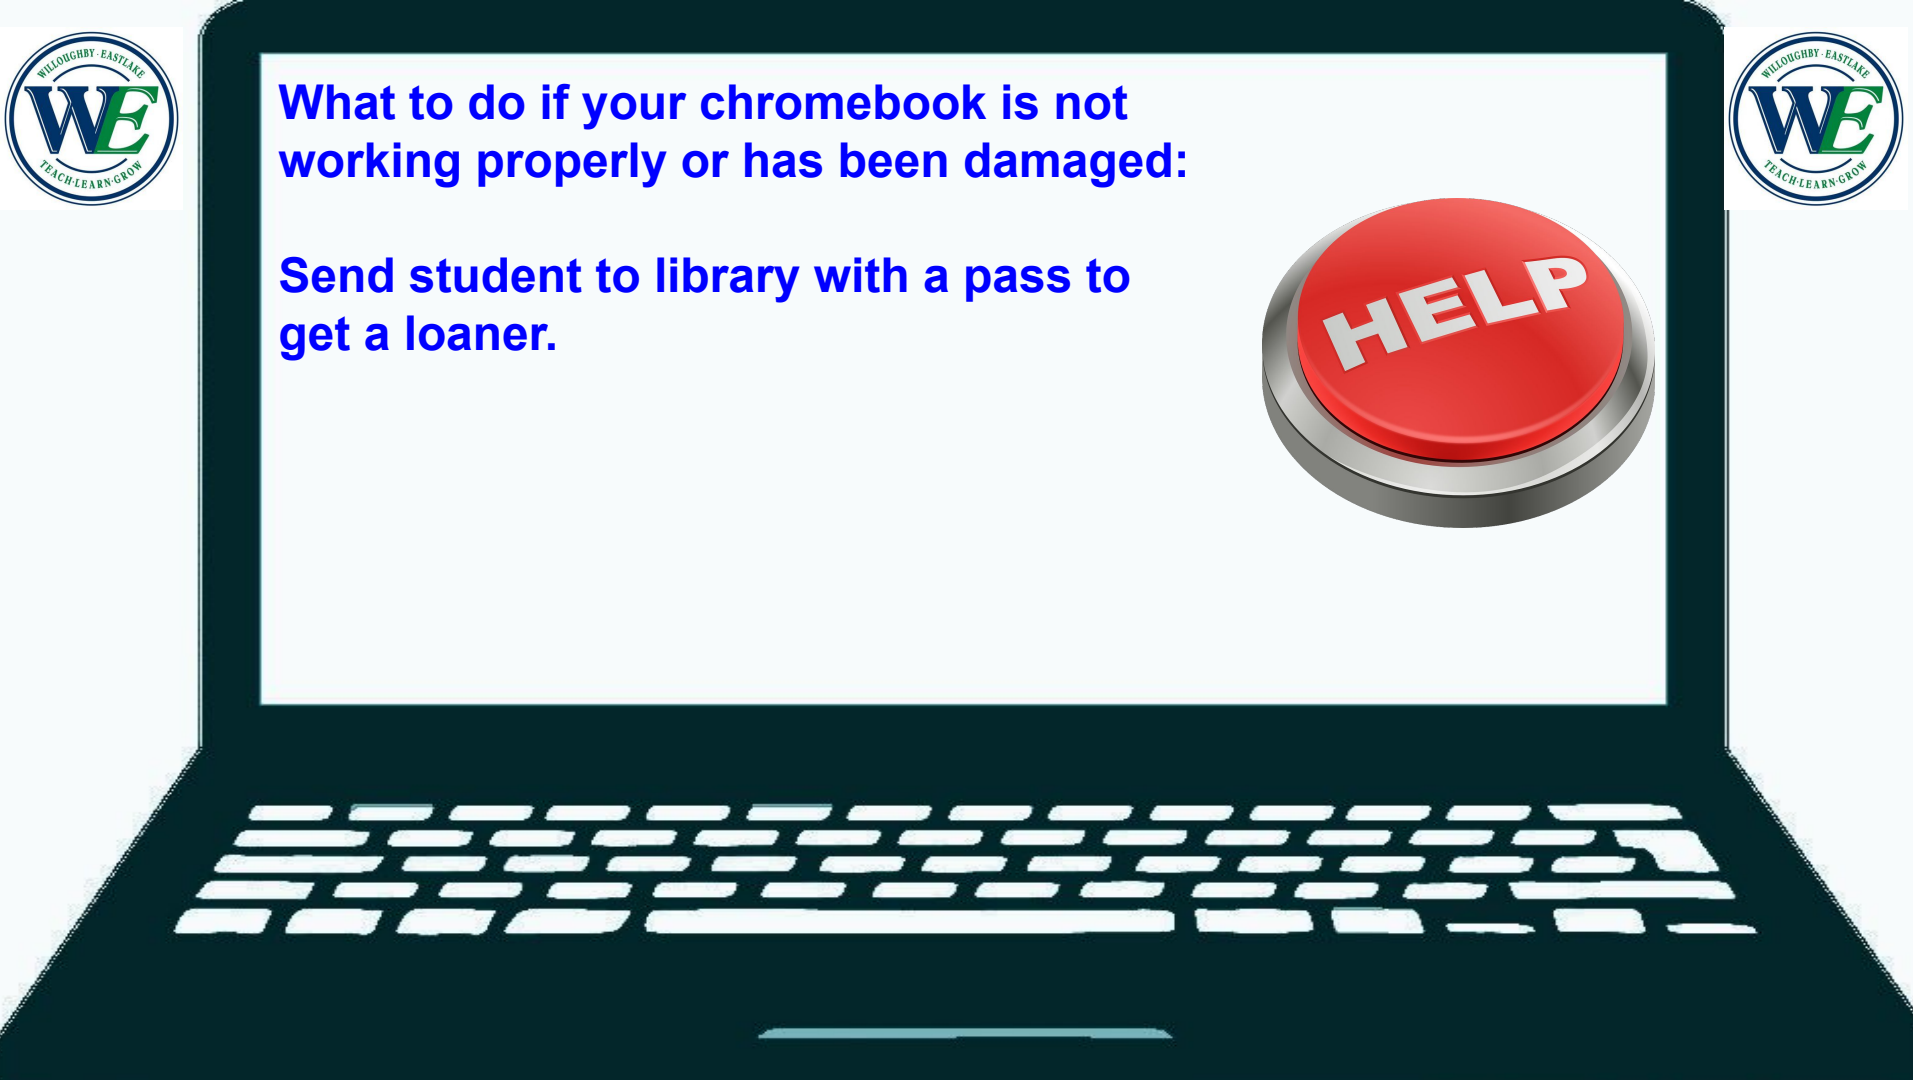 WILLOUGHBY · EASTLAKE
WE
TEACH·LEARN·GROW
What to do if your chromebook is not
working properly or has been damaged:
Send student to library with a pass to
get a loaner.
HELP
WILLOUGHBY · EASTLAKE
WE
TEACH·LEARN·GROW